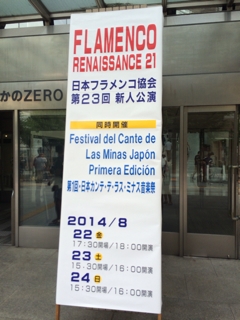 かのZERO
FLAMENCO
RENAISSANCE 21
日本フラメンコ協会
第23回 新人公演
同時開催
Festival del Cante de
Las Minas Japón
Primera Edición
第1回・日本カンテ・デ・ラス・ミナス音楽祭
2014/8
22金
17:30開場/18:00開演
23土
15:30開場/16:00開演
24日
15:30開場/16:00開演